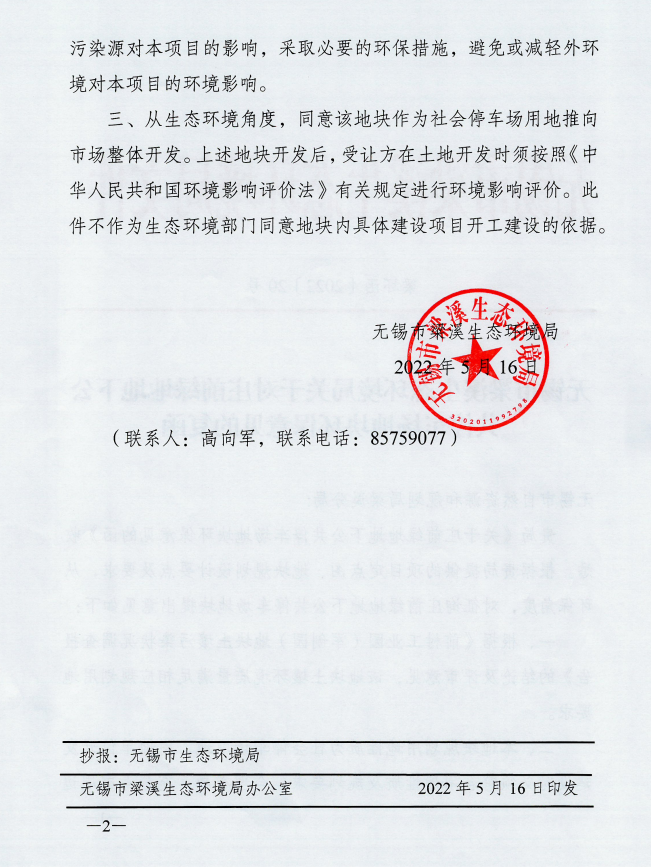 污染源对本项目的影响，采取必要的环保措施，避免或减轻外环
境对本项目的环境影响。
三、从生态环境角度，同意该地块作为社会停车场用地推向
市场整体开发。上述地块开发后，受让方在土地开发时须按照《中
华人民共和国环境影响评价法》有关规定进行环境影响评价。此
件不作为生态环境部门同意地块内具体建设项目开工建设的依据。
无锡市梁溪生态环境局
2022年5月16日
无锡市梁溪生态环境局
3202011902798
（联系人：高向军，联系电话：85759077）
抄报：无锡市生态环境局
无锡市梁溪生态环境局办公室 2022年5月16日印发
—2—